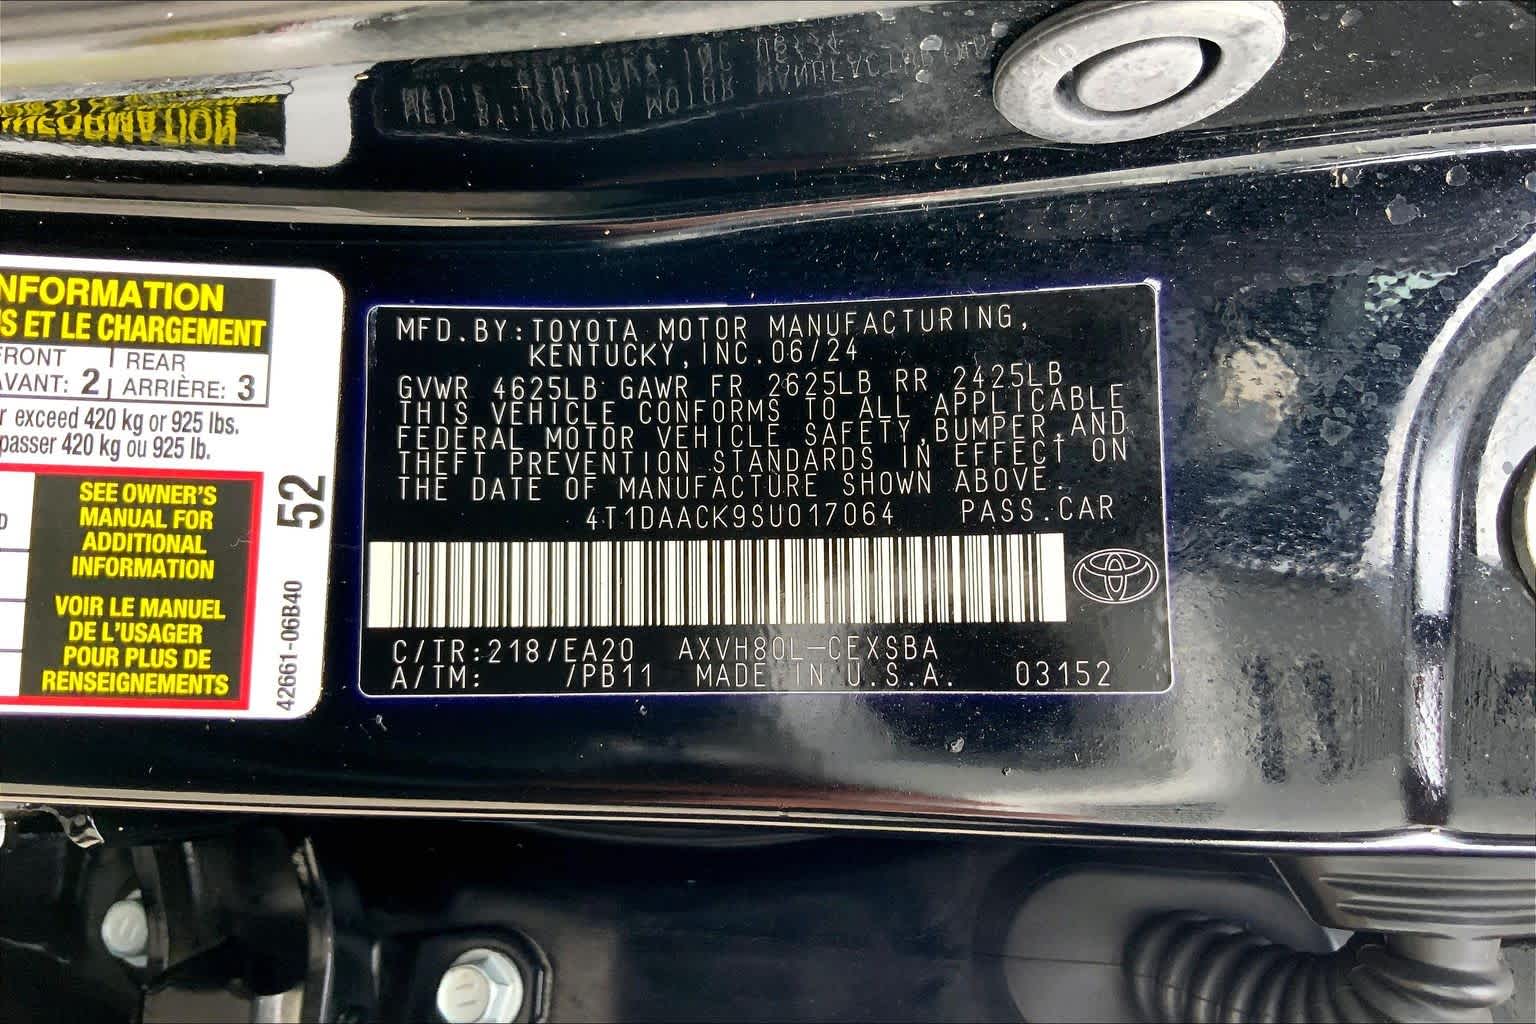 NFORMATION
S ET LE CHARGEMENT
FRONT
REAR
AVANT: 2
ARRIÈRE: 3
r exceed 420 kg or 925 lbs.
passer 420 kg ou 925 lb.
SEE OWNER'S
MANUAL FOR
ADDITIONAL
INFORMATION
VOIR LE MANUEL
DE L'USAGER
POUR PLUS DE
RENSEIGNEMENTS
52
42661-06B40
MFD.BY:TOYOTA MOTOR MANUFACTURING,
KENTUCKY,INC.06/24
GVWR 4625LB GAWR FR 2625LB RR 2425LB
THIS VEHICLE CONFORMS TO ALL APPLICABLE
FEDERAL MOTOR VEHICLE SAFETY,BUMPER,AND
THEFT PREVENTION STANDARDS IN EFFECT ON
THE DATE OF MANUFACTURE SHOWN ABOVE.
4T1DAACK9SU017064 PASS.CAR
C/TR:218/EA20 AXVH80L-CEXSBA
A/TM: /PB11 MADE IN U.S.A. 03152